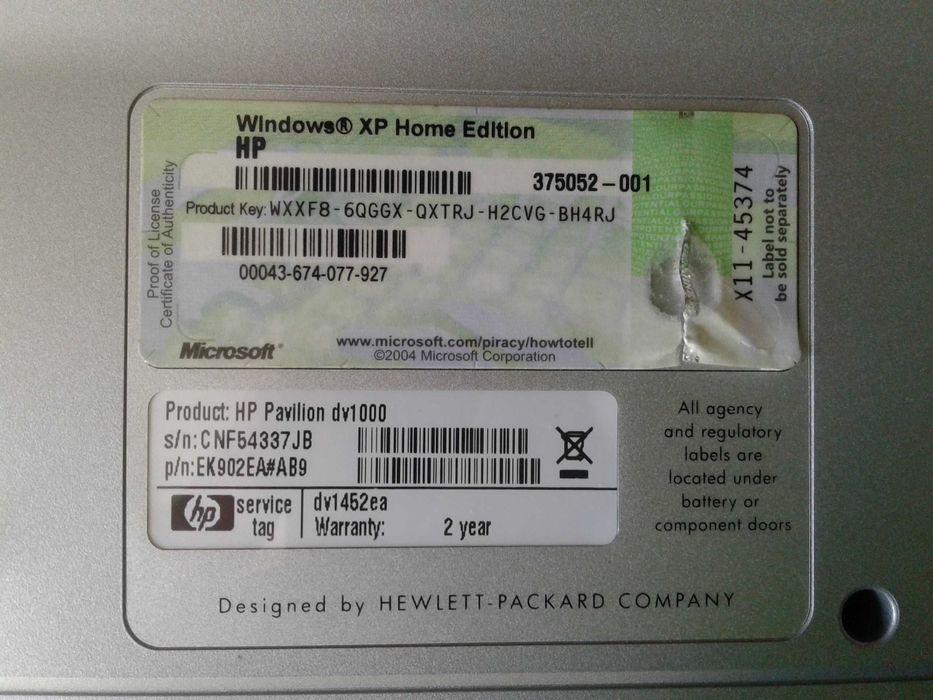 Windows® XP Home Edition
HP
375052-001
Product Key: WXXF8-6QGGX-QXTRJ-H2CVG-BH4RJ
00043-674-077-927
Proof of License
Certificate of Authenticity
X11-45374
Label not to
be sold separately
Microsoft®
www.microsoft.com/piracy/howtotell
©2004 Microsoft Corporation
Product: HP Pavilion dv1000
s/n: CNF54337JB
p/n: EK902EA#AB9
hp service
tag
dv1452ea
Warranty: 2 year
All agency
and regulatory
labels are
located under
battery or
component doors
Designed by HEWLETT-PACKARD COMPANY